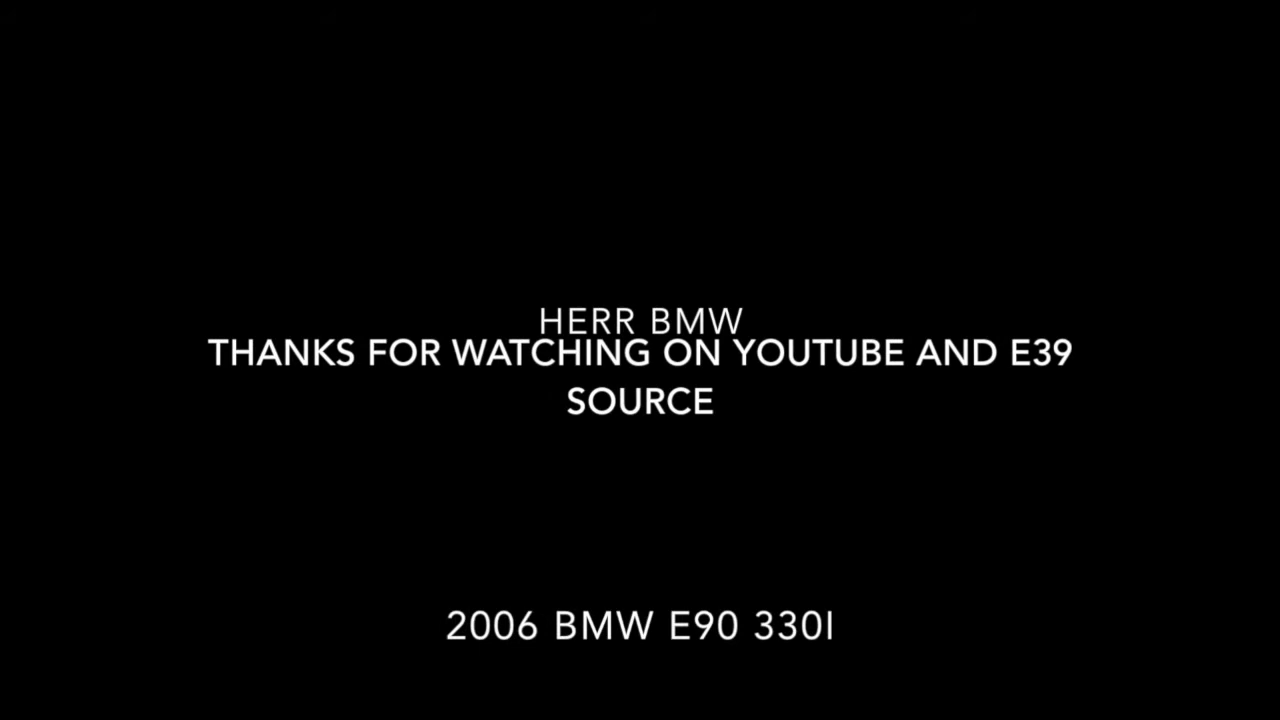 HERR BMW
THANKS FOR WATCHING ON YOUTUBE AND E39
SOURCE
2006 BMW E90 330I